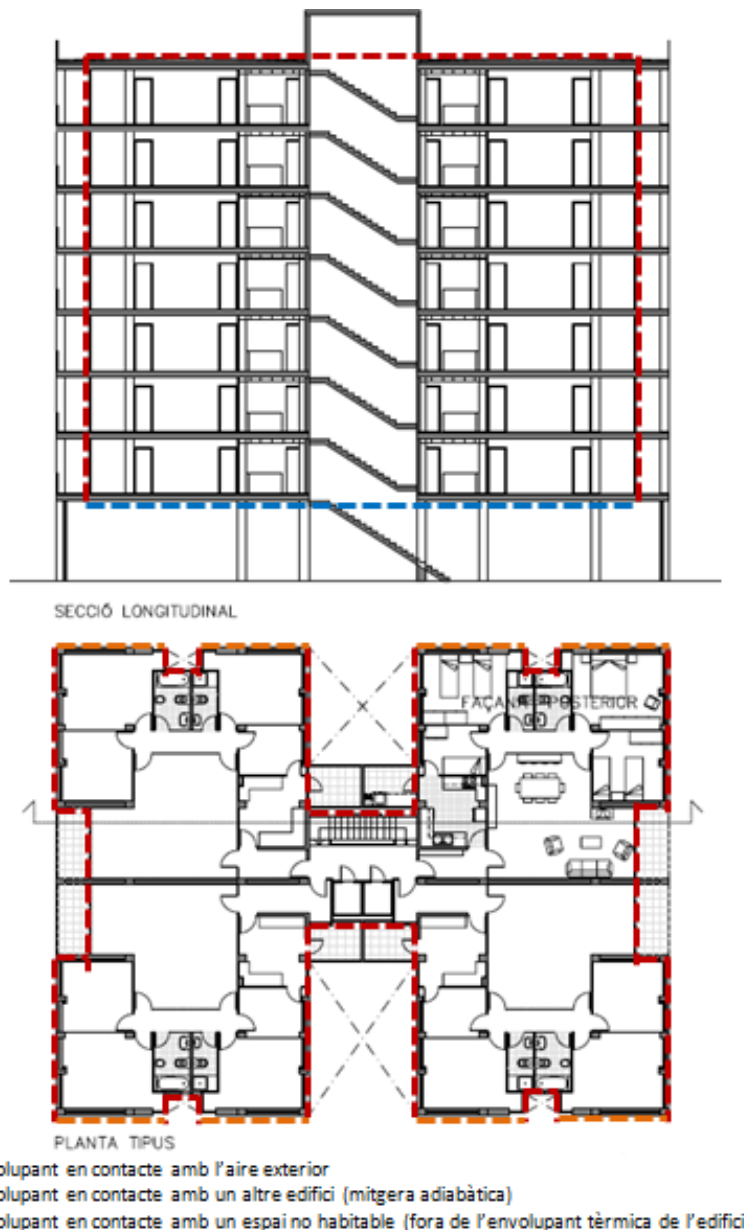 SECCIÓ LONGITUDINAL
FAÇANA POSTERIOR
PLANTA TIPUS
olupant en contacte amb l'aire exterior
olupant en contacte amb un altre edifici (mitgera adiabàtica)
olupant en contacte amb un espai no habitable (fora de l'envolupant tèrmica de l'edifici